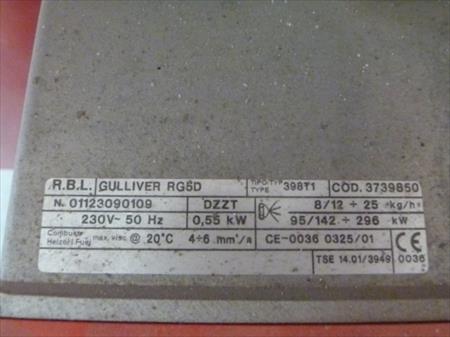 R.B.L. GULLIVER RG5D TIPO-TYP TYPE 398T1 COD. 3739850
N. 01123090109 DZZT 8/12 ÷ 25 kg/h
230V~ 50 Hz 0,55 kW 95/142 ÷ 296 kW
Combust. Heizöl Fuel max. visc. @ 20°C 4÷6 mm²/s CE-0036 0325/01 CE
TSE 14.01/3949 0036